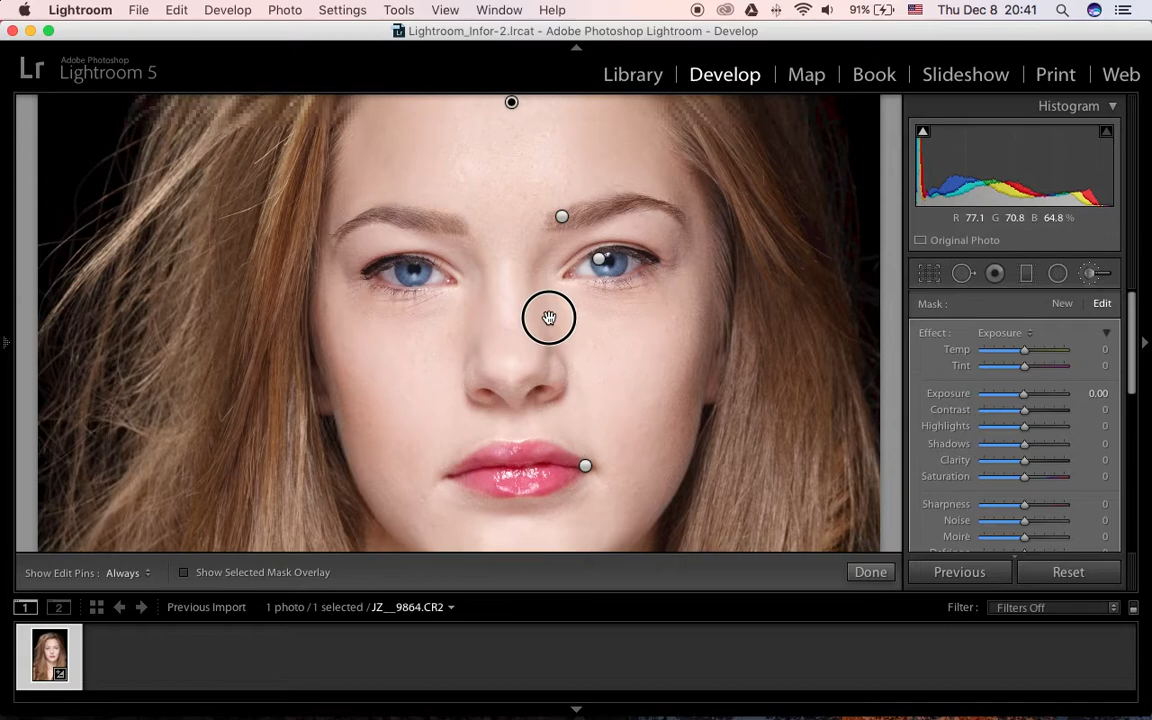 Lightroom File Edit Develop Photo Settings Tools View Window Help 91% Thu Dec 8 20:41
Lightroom_Infor-2.lrcat - Adobe Photoshop Lightroom - Develop
Lr Adobe Photoshop
Lightroom 5
Library Develop Map Book Slideshow Print Web
Histogram
R 77.1 G 70.8 B 64.8 %
Original Photo
Mask : New Edit
Effect : Exposure
Temp 0
Tint 0
Exposure 0.00
Contrast 0
Highlights 0
Shadows 0
Clarity 0
Saturation 0
Sharpness 0
Noise 0
Moiré 0
Show Edit Pins : Always Show Selected Mask Overlay Done Previous Reset
1 2 Previous Import 1 photo / 1 selected / JZ__9864.CR2 Filter : Filters Off